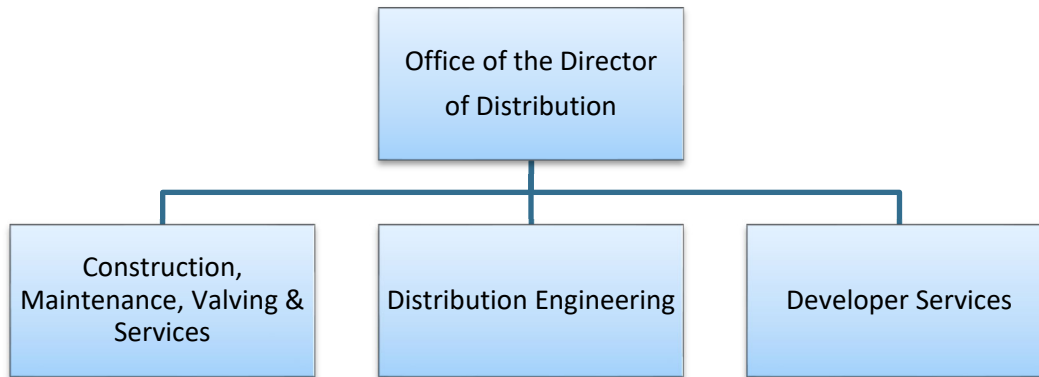 Office of the Director
of Distribution
Construction,
Maintenance, Valving &
Services
Distribution Engineering
Developer Services